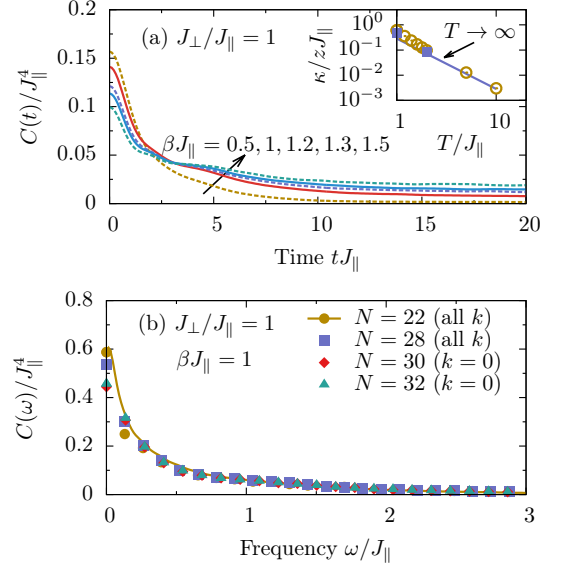 (a) J⊥/J∥ = 1
C(t)/J∥⁴
0.15
0.1
0.05
0
βJ∥ = 0.5, 1, 1.2, 1.3, 1.5
0 5 10 15 20
Time tJ∥
κ/zJ∥
10⁰
10⁻¹
10⁻²
10⁻³
T → ∞
1 10
T/J∥
(b) J⊥/J∥ = 1
βJ∥ = 1
C(ω)/J∥⁴
0.8
0.6
0.4
0.2
0
N = 22 (all k)
N = 28 (all k)
N = 30 (k = 0)
N = 32 (k = 0)
0 1 2 3
Frequency ω/J∥